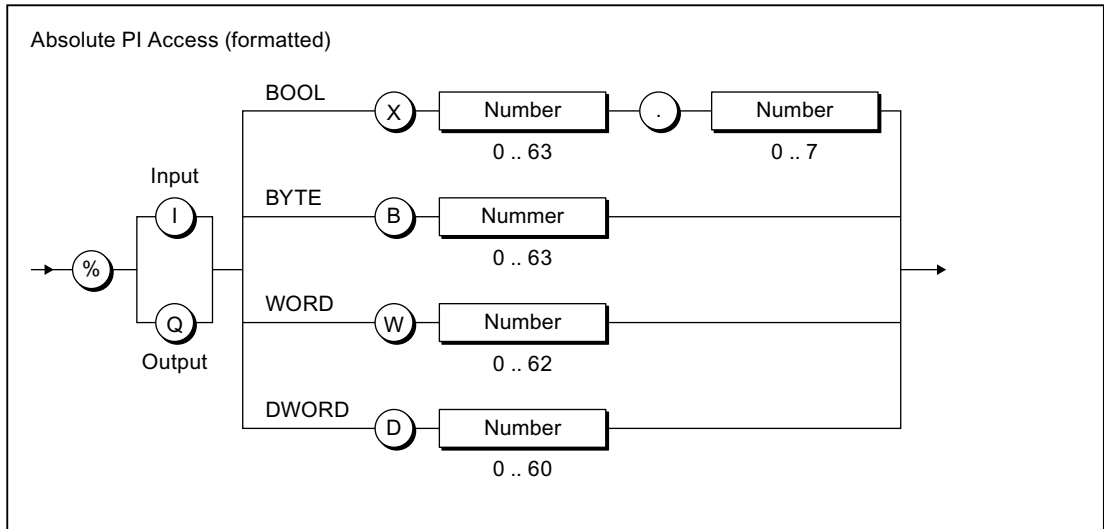 Absolute PI Access (formatted)
BOOL
X
Number
.
Number
0 .. 63
0 .. 7
Input
I
BYTE
B
Nummer
0 .. 63
%
WORD
W
Number
0 .. 62
Q
Output
DWORD
D
Number
0 .. 60